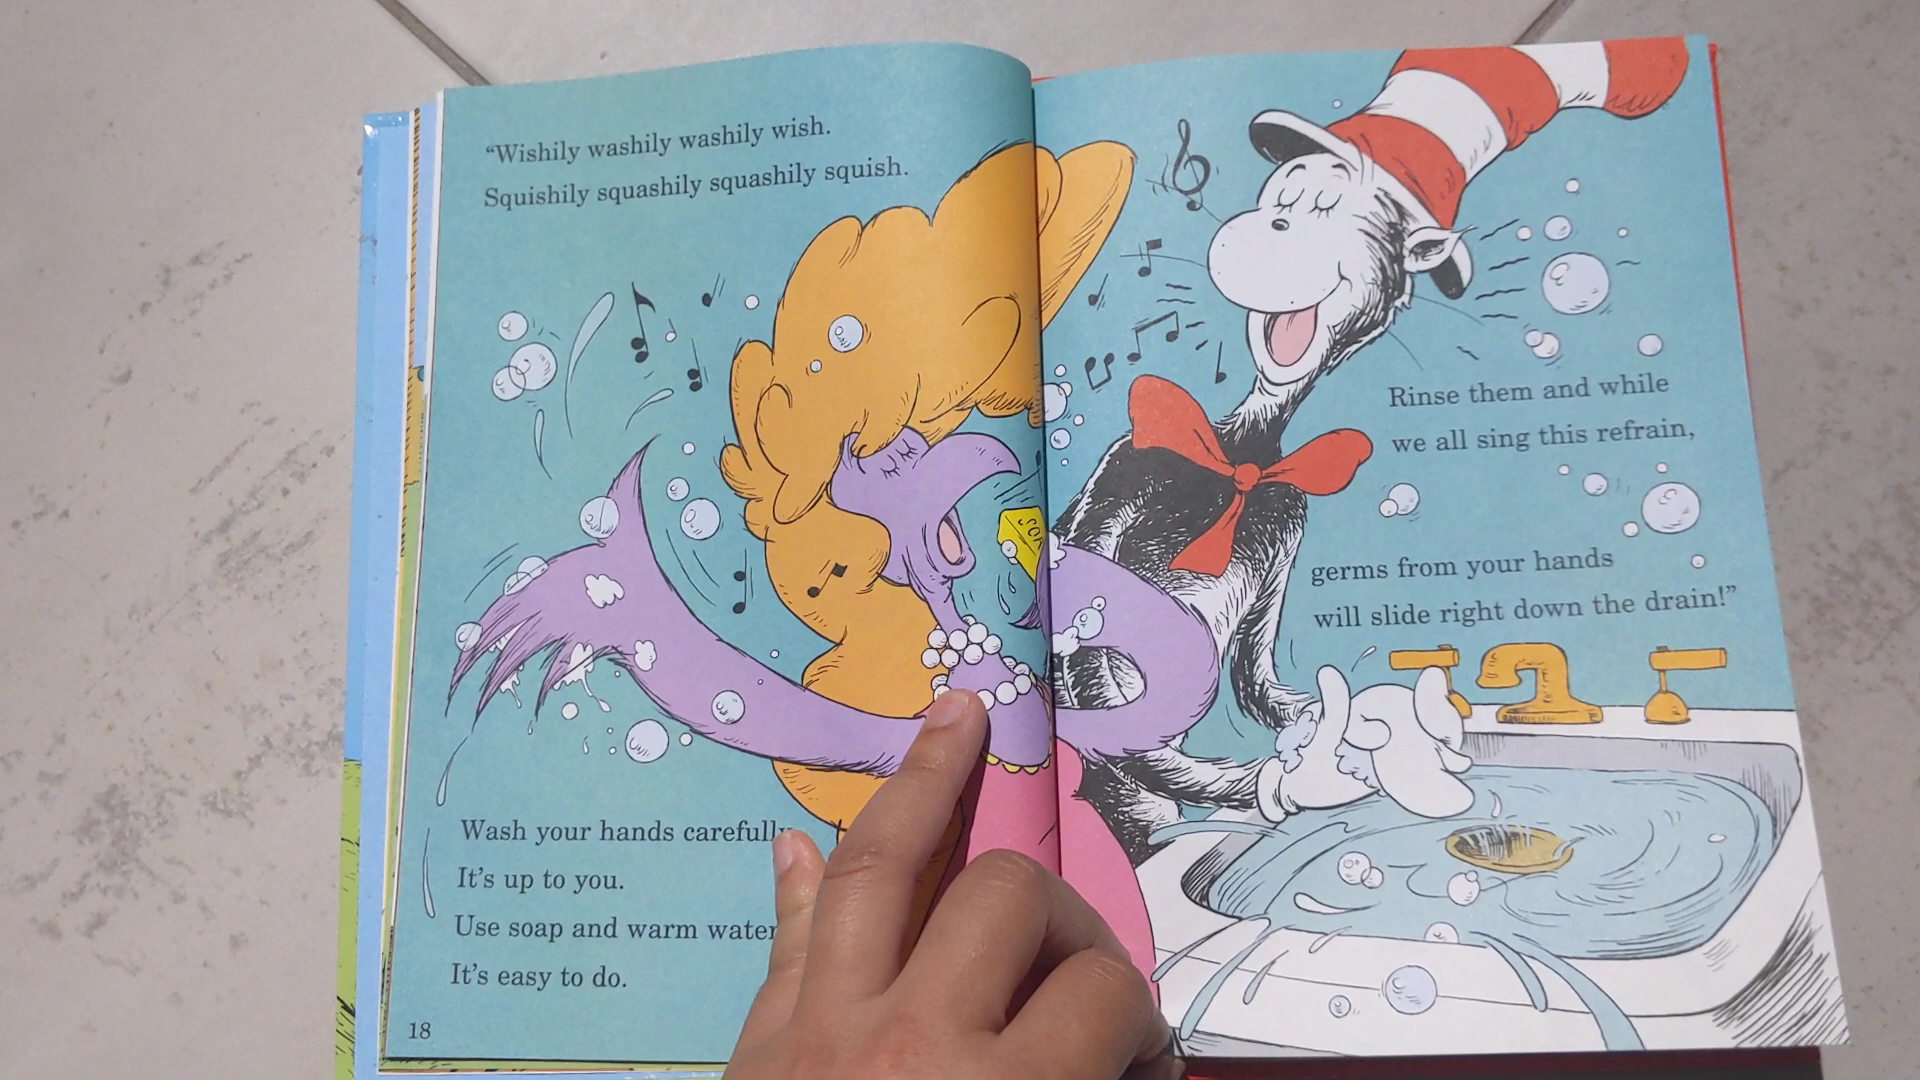 “Wishily washily washily wish.
Squishily squashily squashily squish.
Wash your hands carefully
It’s up to you.
Use soap and warm water
It’s easy to do.
18
Rinse them and while
we all sing this refrain,
germs from your hands
will slide right down the drain!”